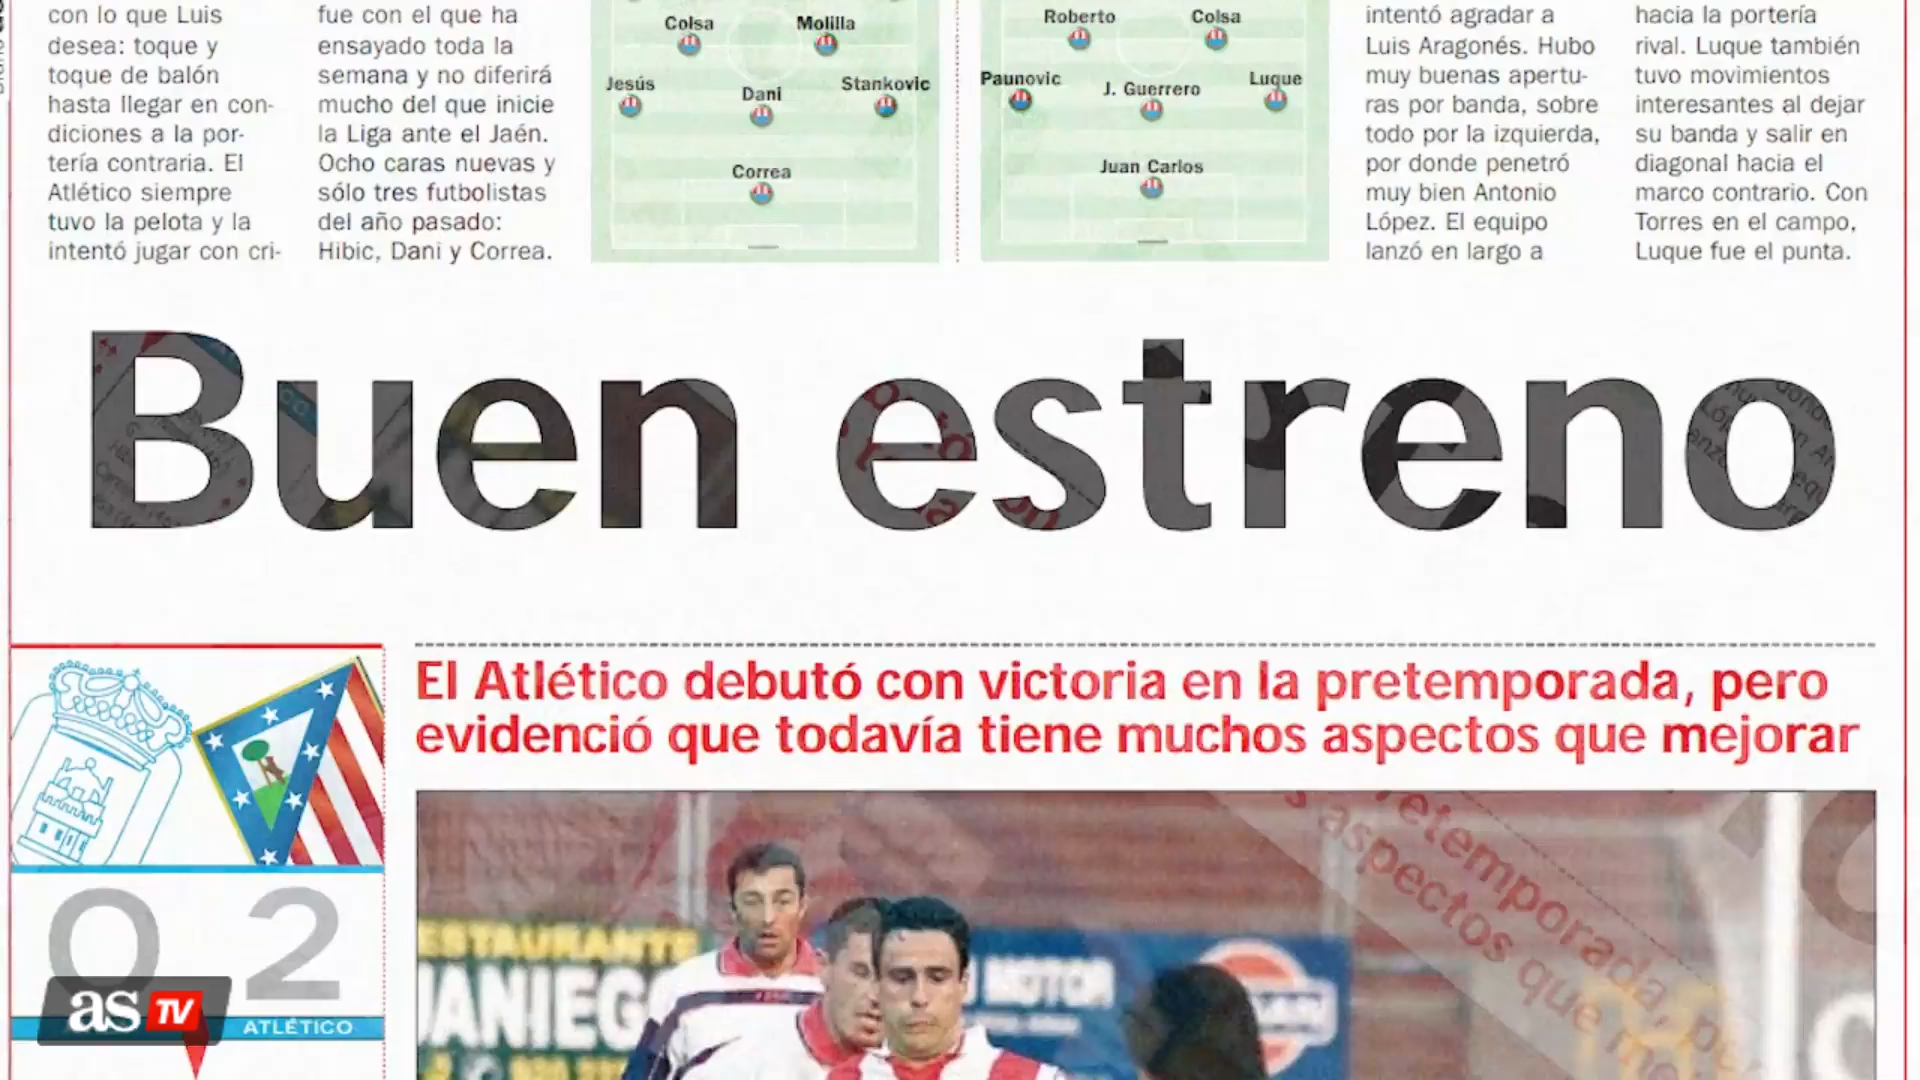 con lo que Luis
desea: toque y
toque de balón
hasta llegar en con-
diciones a la por-
tería contraria. El
Atlético siempre
tuvo la pelota y la
intentó jugar con cri-
fue con el que ha
ensayado toda la
semana y no diferirá
mucho del que inicie
la Liga ante el Jaén.
Ocho caras nuevas y
sólo tres futbolistas
del año pasado:
Hibic, Dani y Correa.
Colsa Molilla
Jesús Dani Stankovic
Correa
Roberto Colsa
Paunovic J. Guerrero Luque
Juan Carlos
intentó agradar a
Luis Aragonés. Hubo
muy buenas apertu-
ras por banda, sobre
todo por la izquierda,
por donde penetró
muy bien Antonio
López. El equipo
lanzó en largo a
hacia la portería
rival. Luque también
tuvo movimientos
interesantes al dejar
su banda y salir en
diagonal hacia el
marco contrario. Con
Torres en el campo,
Luque fue el punta.
Buen estreno
El Atlético debutó con victoria en la pretemporada, pero
evidenció que todavía tiene muchos aspectos que mejorar
0 2
ATLÉTICO
as TV
ESTAURANTE
ANIEG
MOTOR
retemporada, pe
aspectos que mo